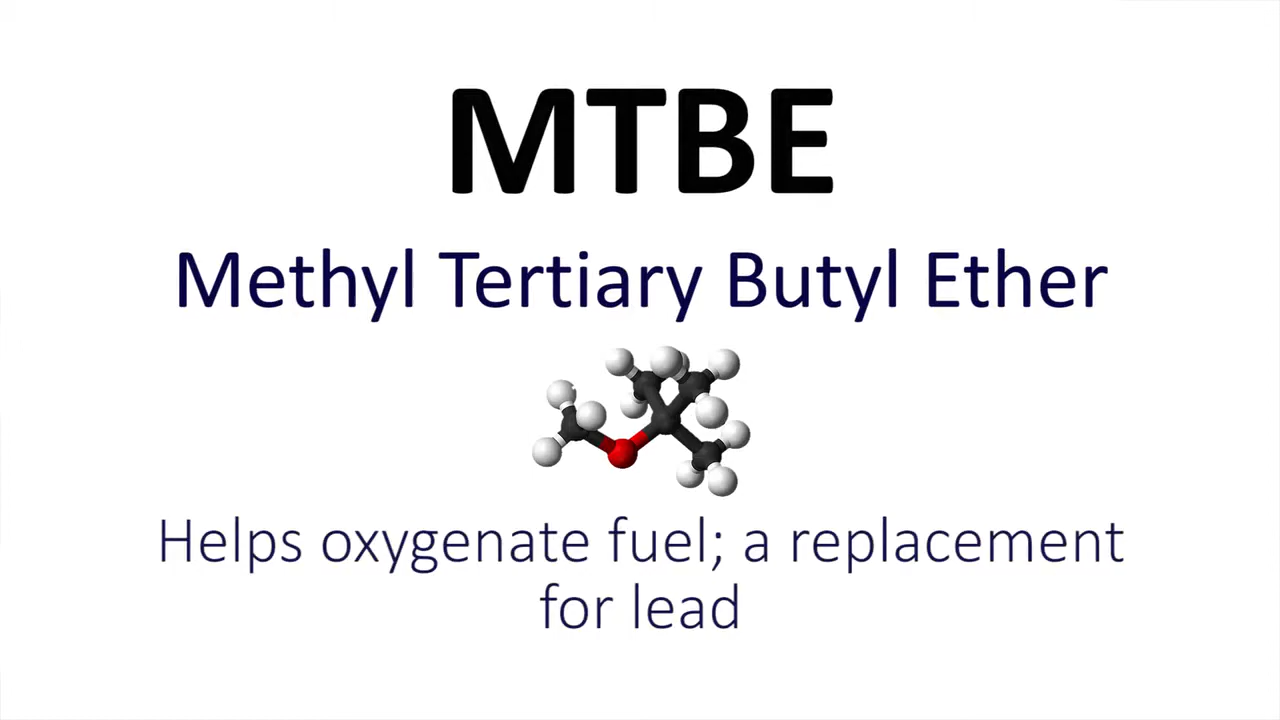 MTBE
Methyl Tertiary Butyl Ether
Helps oxygenate fuel; a replacement
for lead